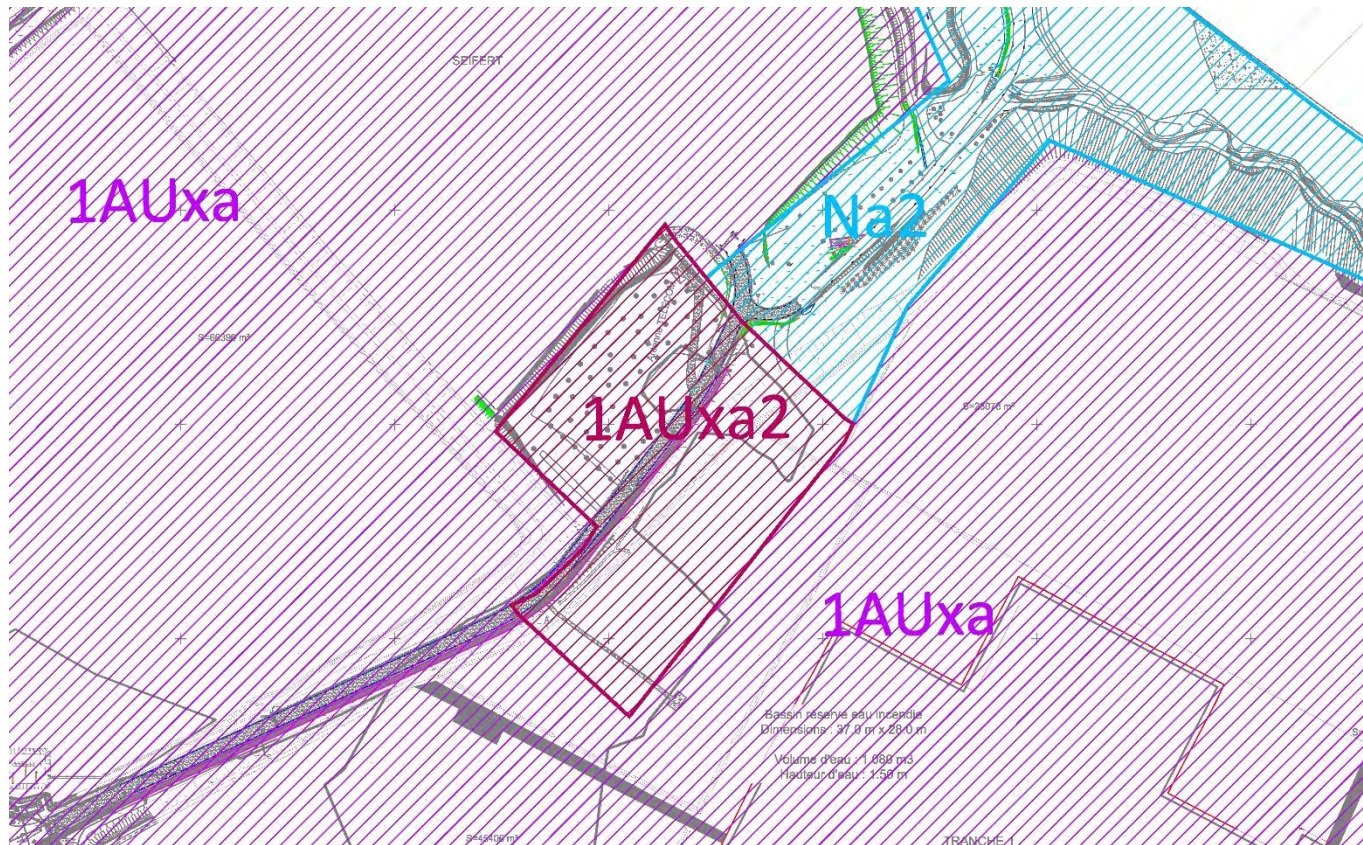 SEIFERT
1AUxa
Na2
1AUxa2
1AUxa
Bassin réserve eau incendie
Dimensions : 37.0 m x 28.0 m
Volume d'eau : 1 080 m3
Hauteur d'eau : 1.50 m
TRANCHE 1